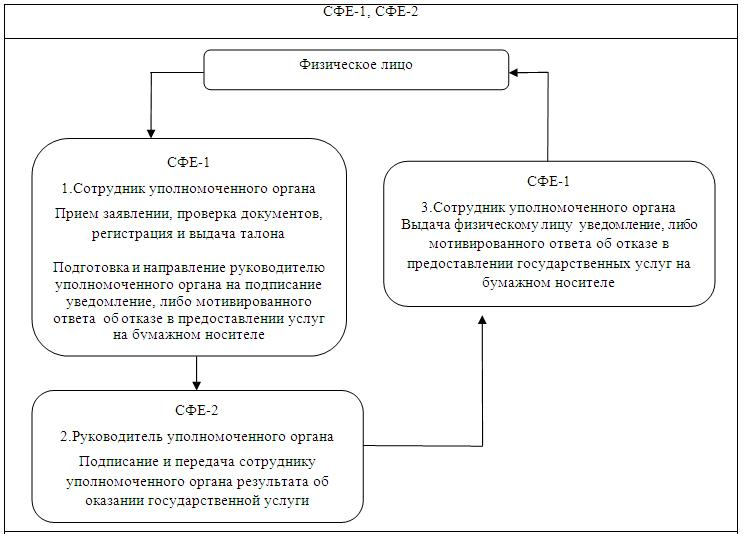 СФЕ-1, СФЕ-2
Физическое лицо
СФЕ-1
1.Сотрудник уполномоченного органа
Прием заявлении, проверка документов,
регистрация и выдача талона
Подготовка и направление руководителю
уполномоченного органа на подписание
уведомление, либо мотивированного
ответа об отказе в предоставлении услуг
на бумажном носителе
СФЕ-2
2.Руководитель уполномоченного органа
Подписание и передача сотруднику
уполномоченного органа результата об
оказании государственной услуги
СФЕ-1
3.Сотрудник уполномоченного органа
Выдача физическому лицу уведомление, либо
мотивированного ответа об отказе в
предоставлении государственных услуг на
бумажном носителе